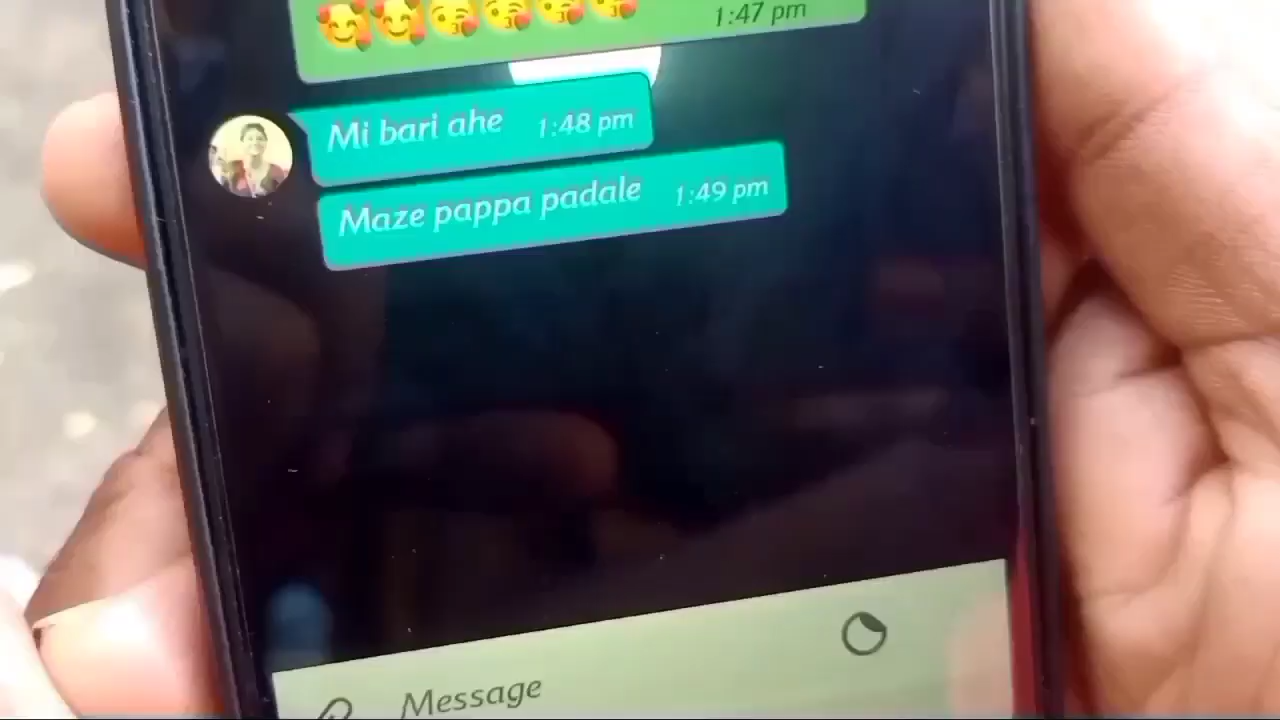 🥰🥰😘😘😘😘
1:47 pm
Mi bari ahe 1:48 pm
Maze pappa padale 1:49 pm
Message